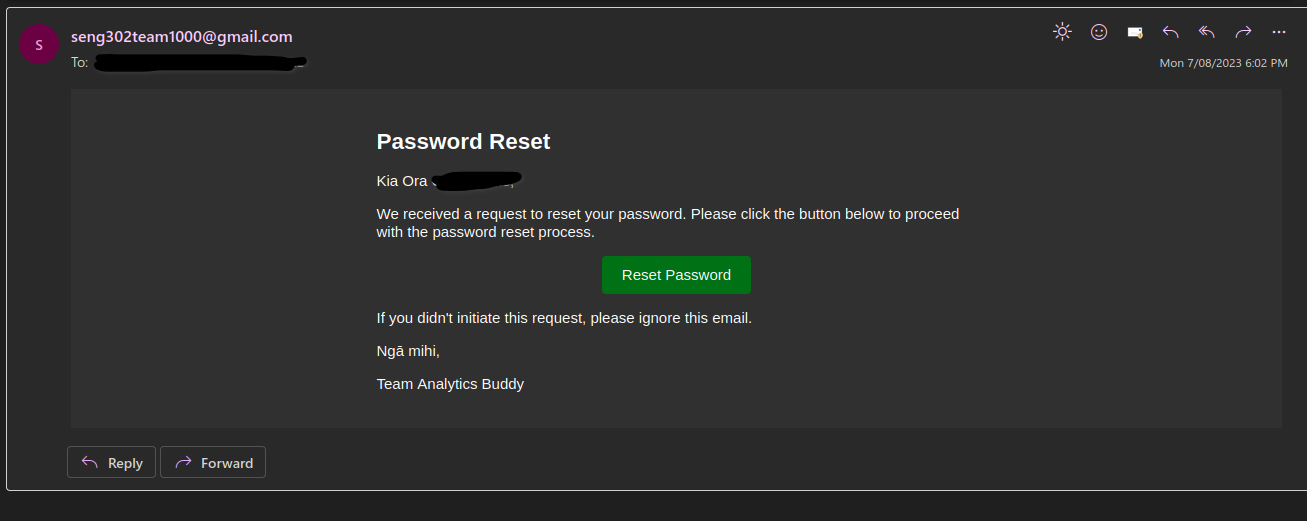 S
seng302team1000@gmail.com
To:
Mon 7/08/2023 6:02 PM
Password Reset
Kia Ora
We received a request to reset your password. Please click the button below to proceed
with the password reset process.
Reset Password
If you didn't initiate this request, please ignore this email.
Ngā mihi,
Team Analytics Buddy
Reply
Forward